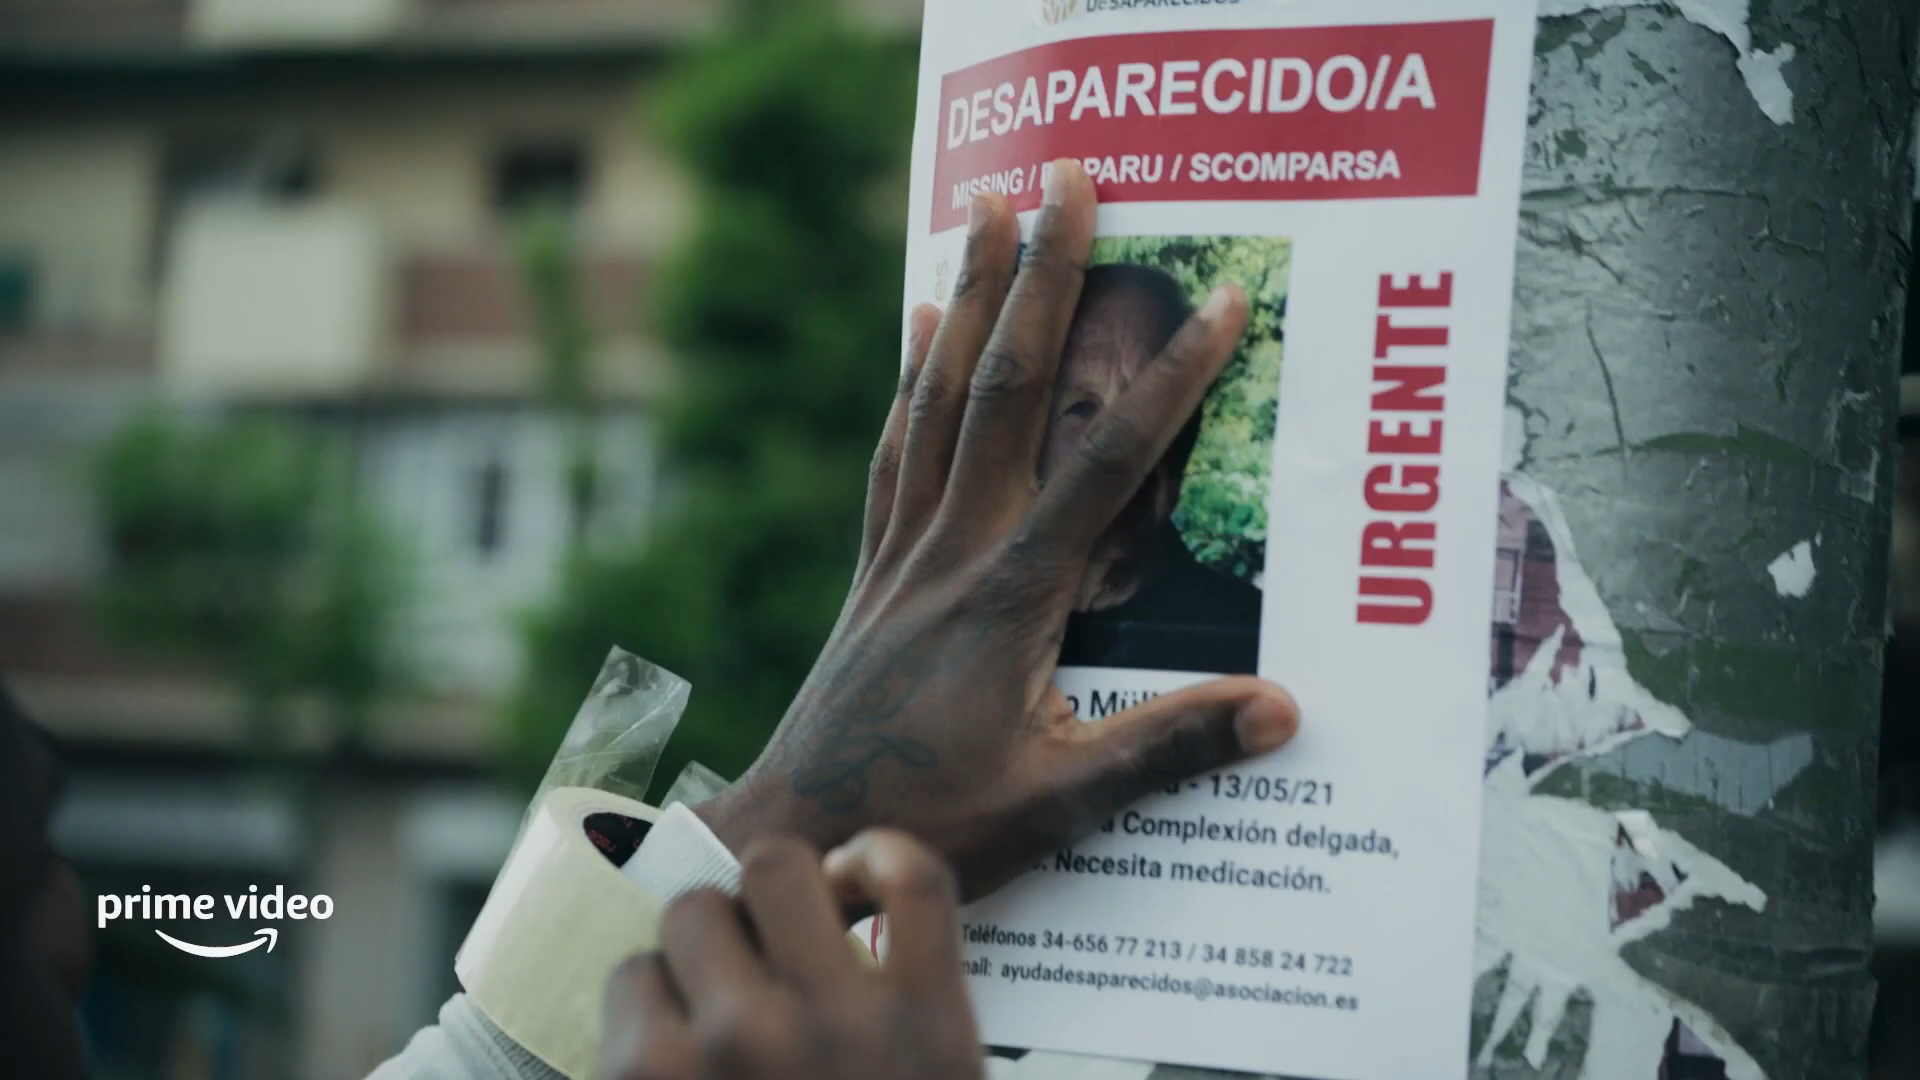 DESAPARECIDOS
DESAPARECIDO/A
MISSING / PARU / SCOMPARSA
URGENTE
- 13/05/21
Complexión delgada,
Necesita medicación.
Teléfonos 34-656 77 213 / 34 858 24 722
ayudadesaparecidos@asociacion.es
prime video